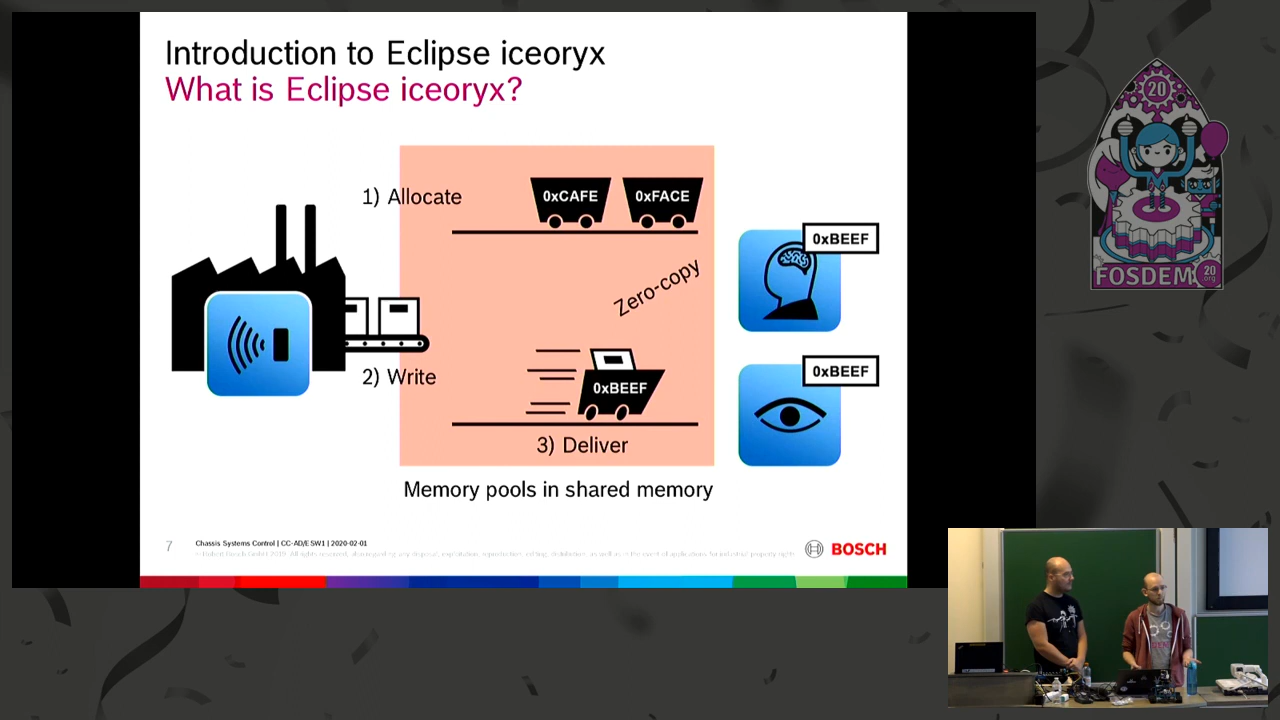 Introduction to Eclipse iceoryx
What is Eclipse iceoryx?
1) Allocate
0xCAFE
0xFACE
0xBEEF
Zero-copy
2) Write
0xBEEF
0xBEEF
3) Deliver
Memory pools in shared memory
7
Chassis Systems Control | CC-AD/ESW1 | 2020-02-01
BOSCH
20
FOSDEM
20
org